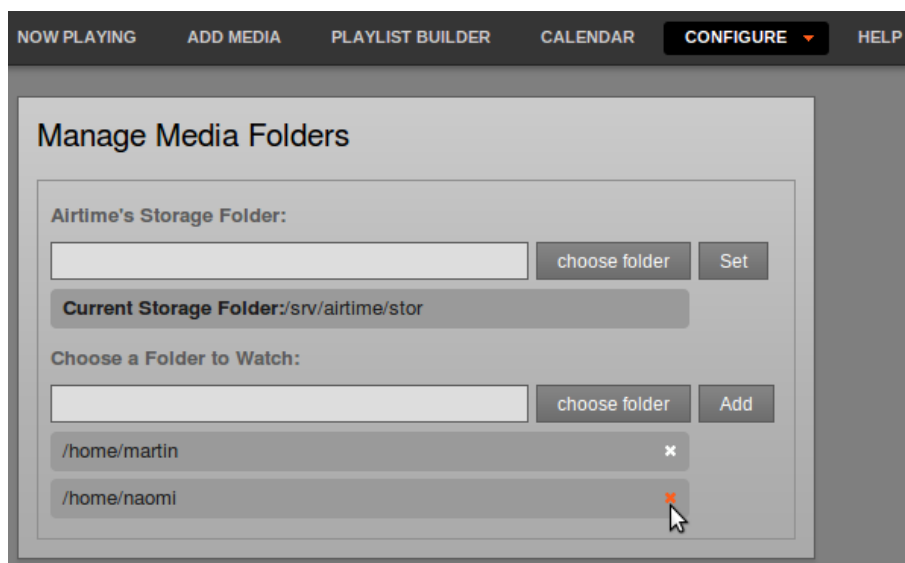 NOW PLAYING ADD MEDIA PLAYLIST BUILDER CALENDAR CONFIGURE HELP
Manage Media Folders
Airtime's Storage Folder:
choose folder Set
Current Storage Folder:/srv/airtime/stor
Choose a Folder to Watch:
choose folder Add
/home/martin
/home/naomi